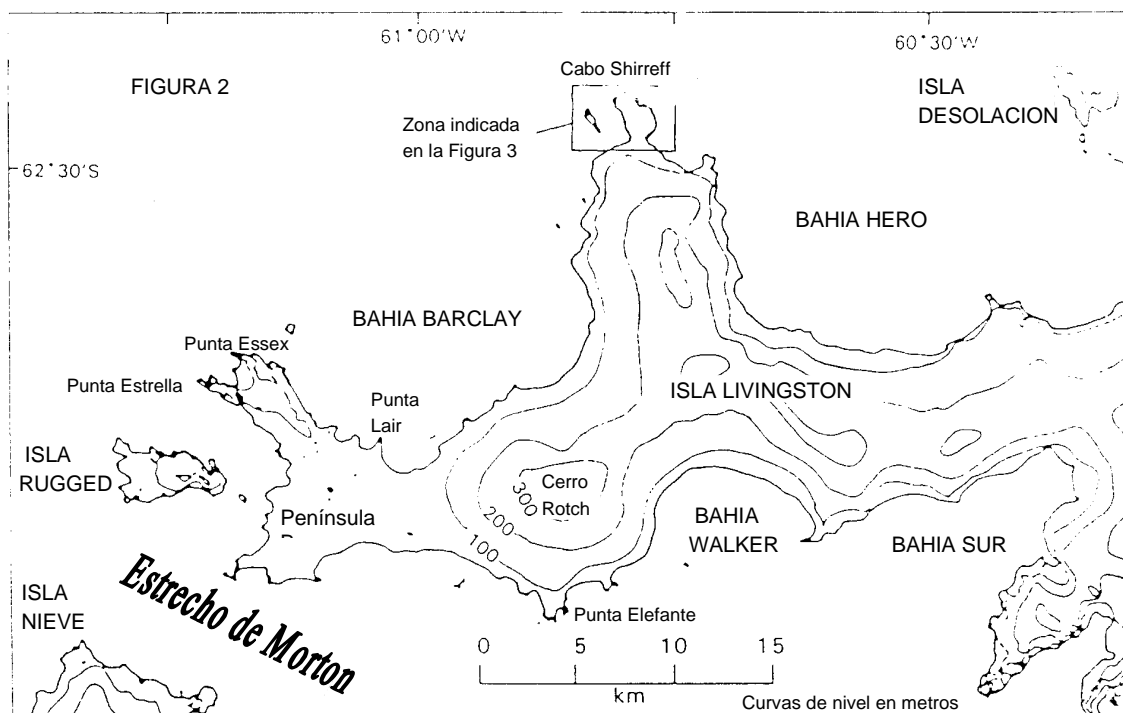 61°00'W
60°30'W
FIGURA 2
Cabo Shirreff
ISLA
DESOLACION
Zona indicada
en la Figura 3
62°30'S
BAHIA HERO
BAHIA BARCLAY
Punta Essex
Punta Estrella
Punta
Lair
ISLA LIVINGSTON
ISLA
RUGGED
Cerro
Rotch
300
200
100
Península
BAHIA
WALKER
BAHIA SUR
Estrecho de Morton
ISLA
NIEVE
Punta Elefante
0 5 10 15
km
Curvas de nivel en metros